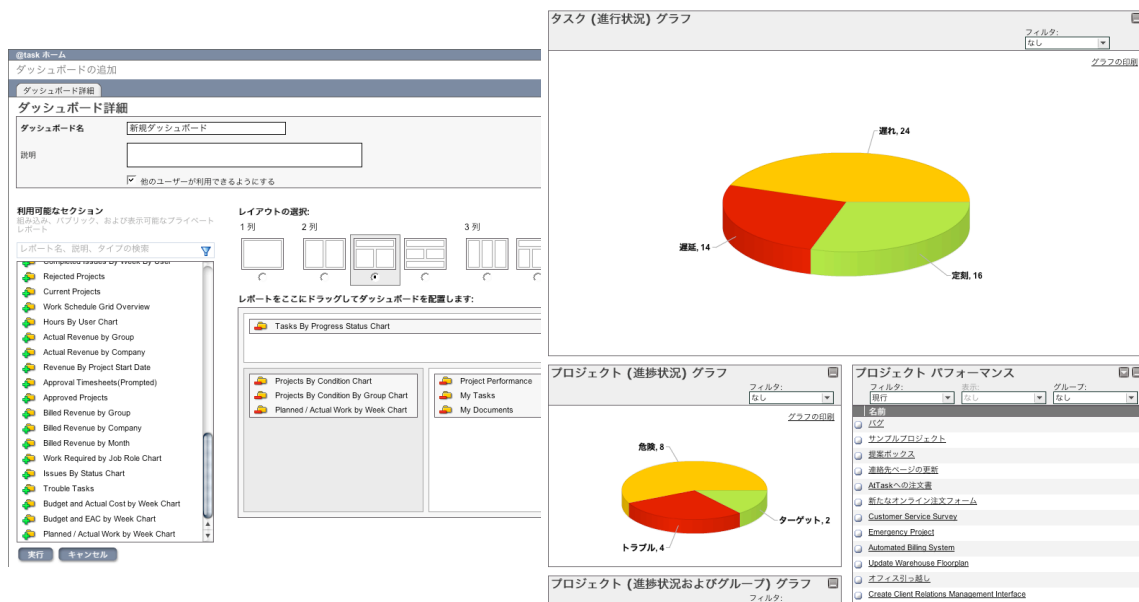 @task ホーム
ダッシュボードの追加
ダッシュボード詳細
ダッシュボード詳細
ダッシュボード名
新規ダッシュボード
説明
他のユーザーが利用できるようにする
利用可能なセクション
組み込み、パブリック、および表示可能なプライベート
レポート
レポート名、説明、タイプの検索
Completed Issues By Week By User
Rejected Projects
Current Projects
Work Schedule Grid Overview
Hours By User Chart
Actual Revenue by Group
Actual Revenue by Company
Revenue By Project Start Date
Approval Timesheets(Prompted)
Approved Projects
Billed Revenue by Group
Billed Revenue by Company
Billed Revenue by Month
Work Required by Job Role Chart
Issues By Status Chart
Trouble Tasks
Budget and Actual Cost by Week Chart
Budget and EAC by Week Chart
Planned / Actual Work by Week Chart
実行
キャンセル
レイアウトの選択:
1 列
2 列
3 列
レポートをここにドラッグしてダッシュボードを配置します:
Tasks By Progress Status Chart
Projects By Condition Chart
Projects By Condition By Group Chart
Planned / Actual Work by Week Chart
Project Performance
My Tasks
My Documents
タスク (進行状況) グラフ
フィルタ:
なし
グラフの印刷
遅れ, 24
遅延, 14
定刻, 16
プロジェクト (進捗状況) グラフ
フィルタ:
なし
グラフの印刷
危険, 8
ターゲット, 2
トラブル, 4
プロジェクト (進捗状況およびグループ) グラフ
フィルタ:
プロジェクト パフォーマンス
フィルタ:
現行
表示:
なし
グループ:
なし
名前
バグ
サンプルプロジェクト
提案ボックス
連絡先ページの更新
AtTaskへの注文書
新たなオンライン注文フォーム
Customer Service Survey
Emergency Project
Automated Billing System
Update Warehouse Floorplan
オフィス引っ越し
Create Client Relations Management Interface